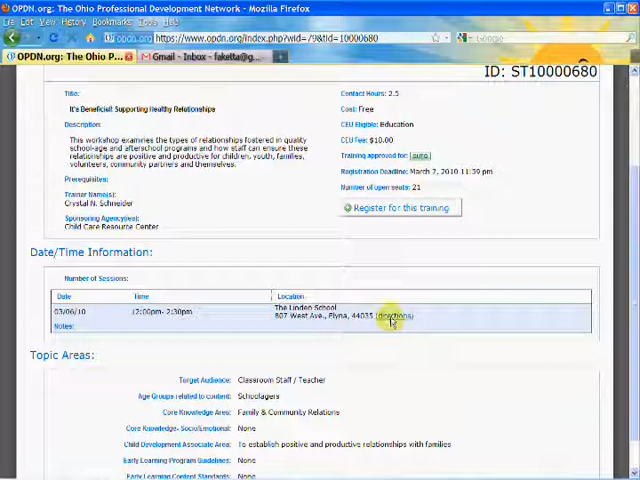 OPDN.org: The Ohio Professional Development Network - Mozilla Firefox
File Edit View History Bookmarks Tools Help
opdn.org https://www.opdn.org/index.php?wid=79&tid=10000680
Google
OPDN.org: The Ohio P... Gmail - Inbox - faketta@g...
ID: ST10000680
Title:
It's Beneficial! Supporting Healthy Relationships
Description:
This workshop examines the types of relationships fostered in quality
school-age and afterschool programs and how staff can ensure these
relationships are positive and productive for children, youth, families,
volunteers, community partners and themselves.
Prerequisites:
Trainer Name(s)
Crystal N. Schneider
Sponsoring Agency(ies)
Child Care Resource Center
Contact Hours: 2.5
Cost: Free
CEU Eligible: Education
CEU Fee: $10.00
Training approved for:
Registration Deadline: March 2, 2010 11:39 pm
Number of open seats: 21
Register for this training
Date/Time Information:
Number of Sessions:
Date Time Location
03/06/10 12:00pm- 2:30pm The Linden School
807 West Ave., Elyria, 44035 (directions)
Notes:
Topic Areas:
Target Audience: Classroom Staff / Teacher
Age Groups related to content: Schoolagers
Core Knowledge Area: Family & Community Relations
Core Knowledge- Socio/Emotional: None
Child Development Associate Area: To establish positive and productive relationships with families
Early Learning Program Guidelines: None
Early Learning Content Standards: None